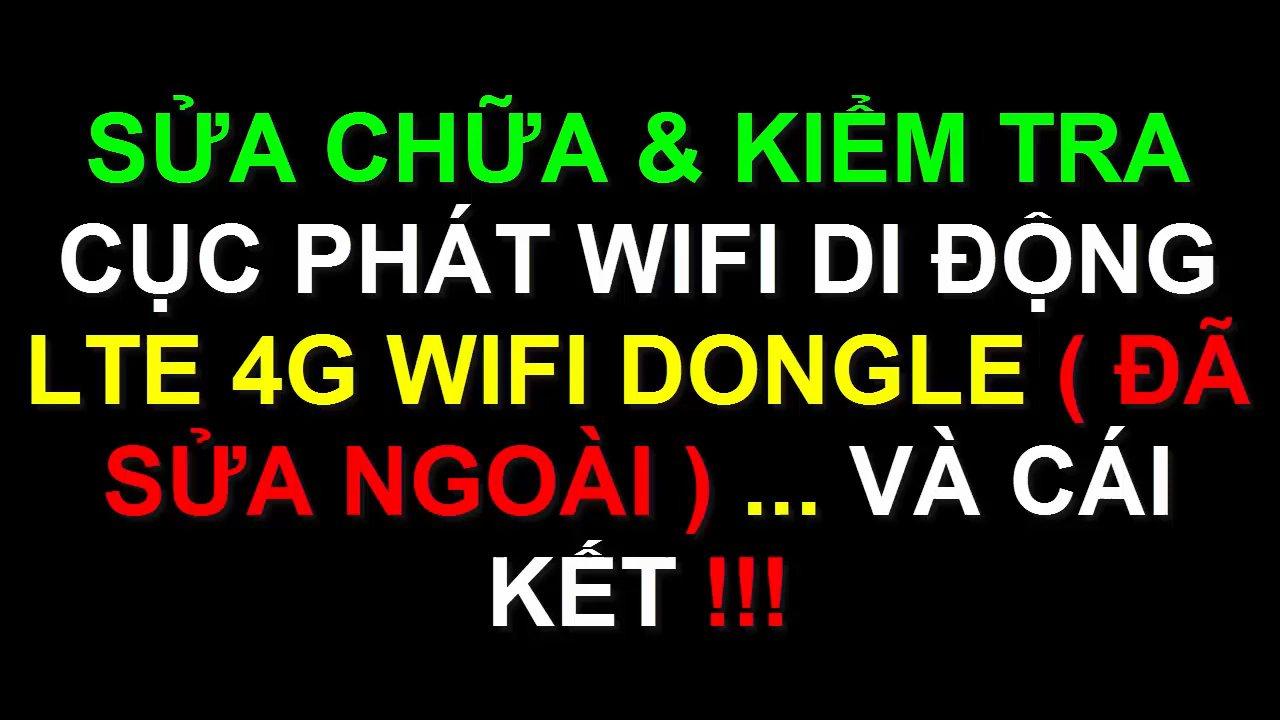 SỬA CHỮA & KIỂM TRA
CỤC PHÁT WIFI DI ĐỘNG
LTE 4G WIFI DONGLE ( ĐÃ
SỬA NGOÀI ) ... VÀ CÁI
KẾT !!!